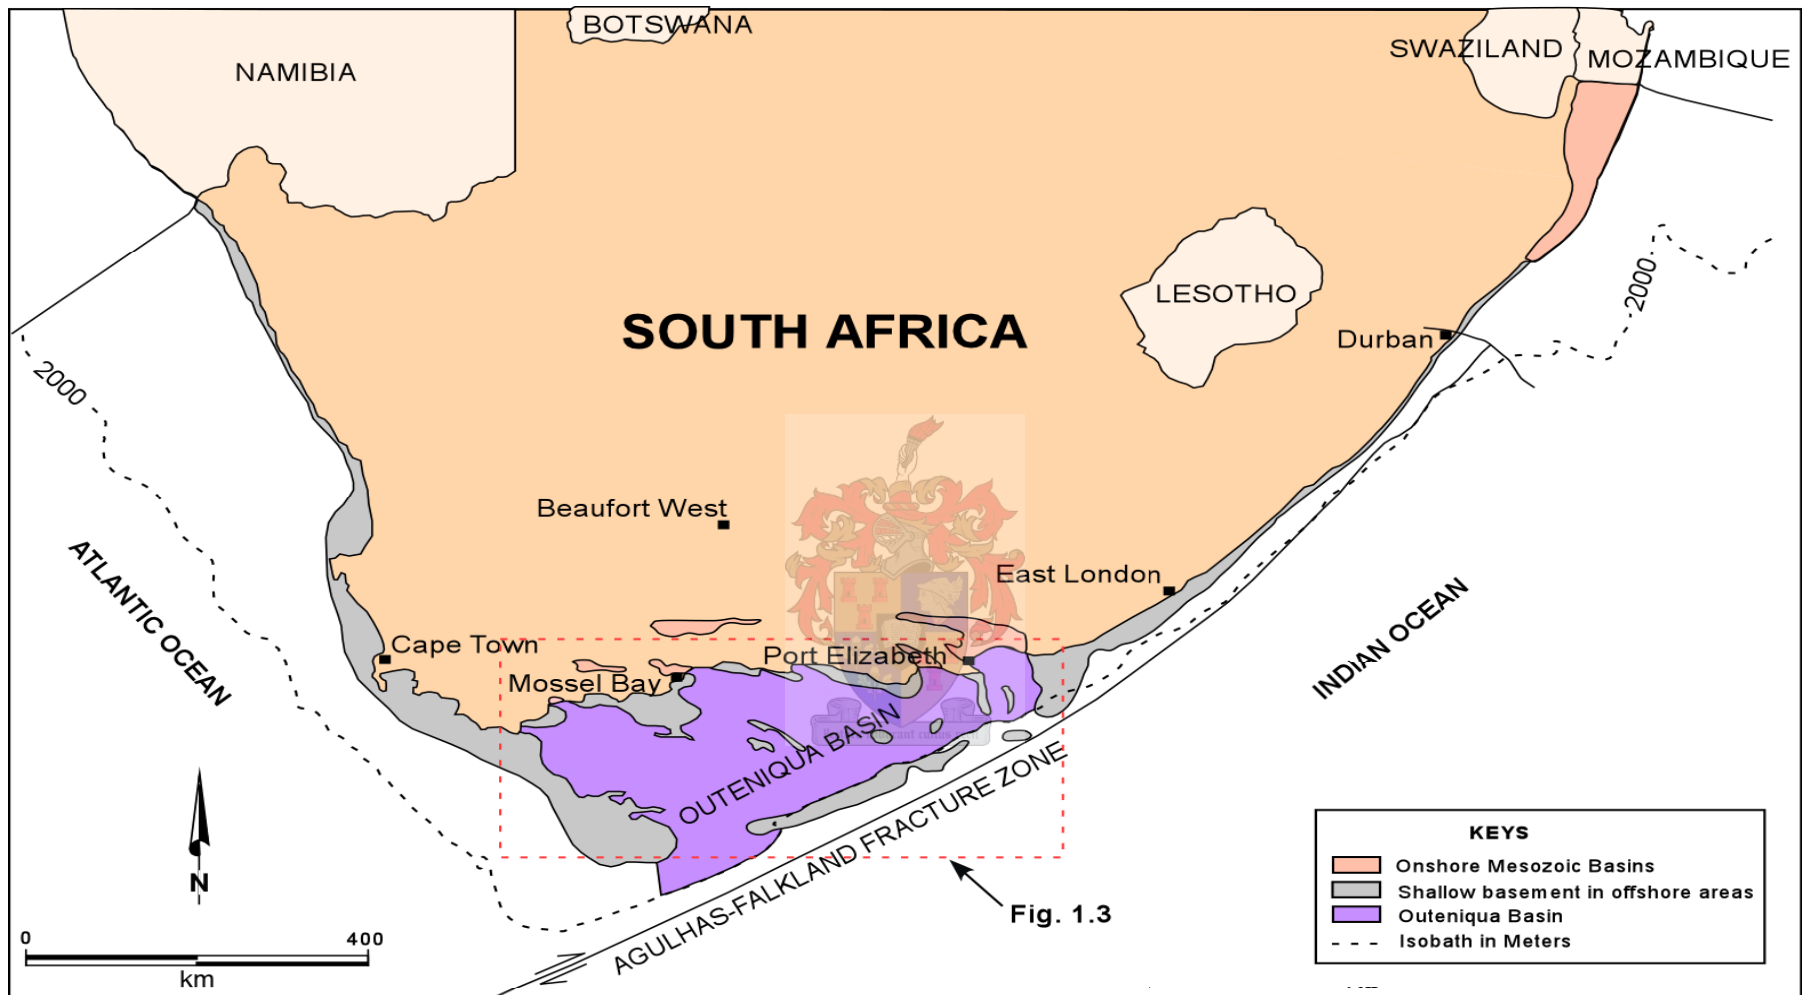 BOTSWANA
SWAZILAND
MOZAMBIQUE
NAMIBIA
LESOTHO
2000
SOUTH AFRICA
Durban
2000
Beaufort West
East London
ATLANTIC OCEAN
INDIAN OCEAN
Cape Town
Port Elizabeth
Mossel Bay
OUTENIQUA BASIN
AGULHAS-FALKLAND FRACTURE ZONE
N
Fig. 1.3
0 400
km
KEYS
Onshore Mesozoic Basins
Shallow basement in offshore areas
Outeniqua Basin
Isobath in Meters